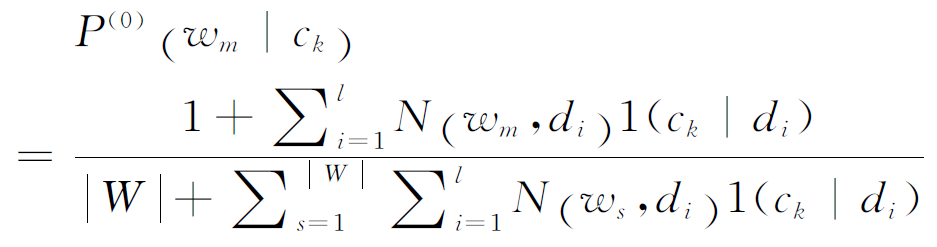 P^{(0)}(w_m | c_k)
= \frac{1 + \sum_{i=1}^{l} N(w_m, d_i) 1(c_k | d_i)}{|W| + \sum_{s=1}^{|W|} \sum_{i=1}^{l} N(w_s, d_i) 1(c_k | d_i)}